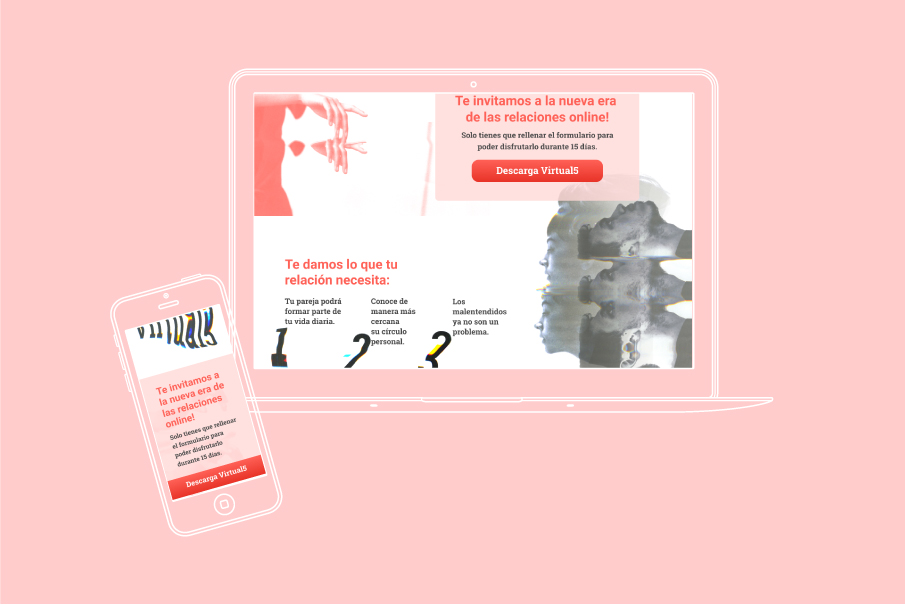 Te invitamos a la nueva era
de las relaciones online!
Solo tienes que rellenar el formulario para
poder disfrutarlo durante 15 días.
Descarga Virtual5
Te damos lo que tu
relación necesita:
Tu pareja podrá
formar parte de
tu vida diaria.
1
Conoce de
manera más
cercana
su círculo
personal.
2
Los
malentendidos
ya no son un
problema.
3
Te invitamos a
la nueva era de
las relaciones
online!
Solo tienes que rellenar
el formulario para
poder disfrutarlo
durante 15 días.
Descarga Virtual5